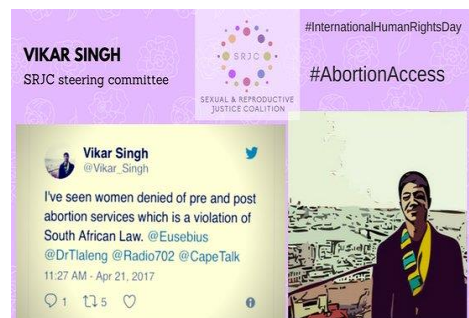 #InternationalHumanRightsDay
VIKAR SINGH
SRJC steering committee
SRJC
#AbortionAccess
SEXUAL & REPRODUCTIVE
JUSTICE COALITION
Vikar Singh
@Vikar_Singh
I've seen women denied of pre and post
abortion services which is a violation of
South African Law. @Eusebius
@DrTlaleng @Radio702 @CapeTalk
11:27 AM - Apr 21, 2017
1 5